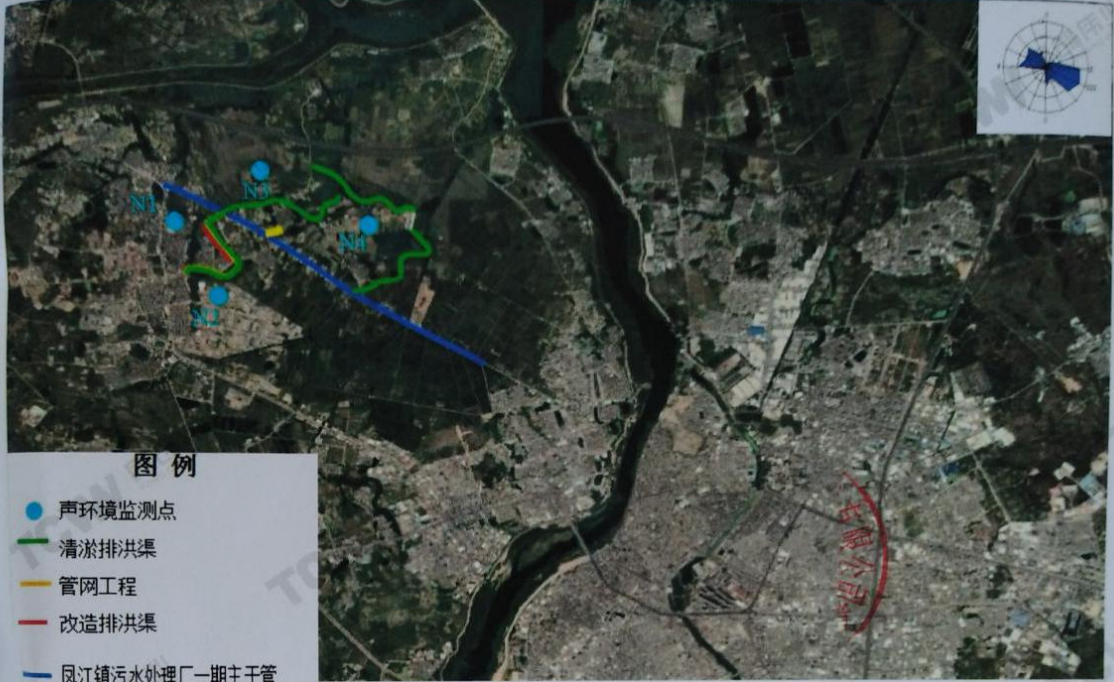 N3
N1
N4
N2
图例
声环境监测点
清淤排洪渠
管网工程
改造排洪渠
凤江镇污水处理厂一期主干管
TCWW